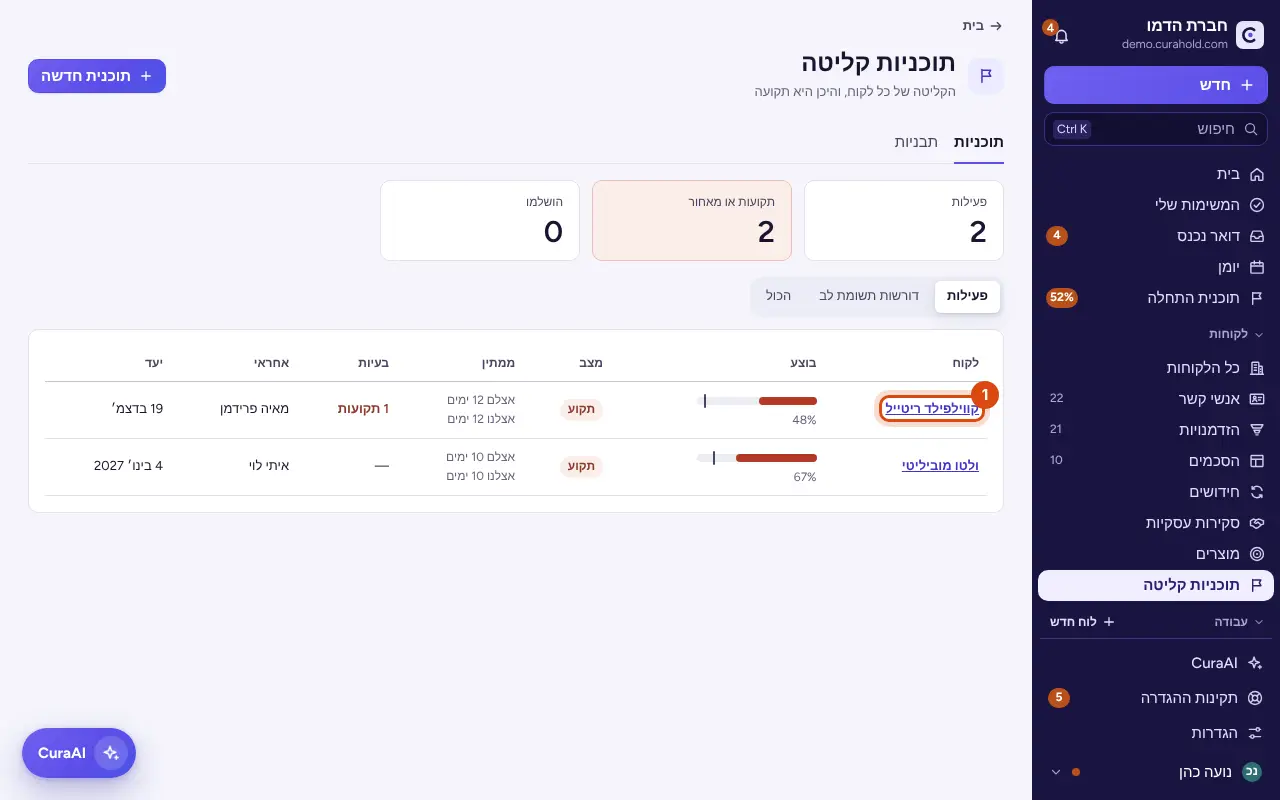 חברת הדמו
demo.curahold.com
4
+ חדש
חיפוש
Ctrl K
בית
המשימות שלי
דואר נכנס
4
יומן
תוכנית התחלה
52%
לקוחות
כל הלקוחות
אנשי קשר
22
הזדמנויות
21
הסכמים
10
חידושים
סקירות עסקיות
מוצרים
תוכניות קליטה
עבודה
+ לוח חדש
CuraAI
תקינות ההגדרה
5
הגדרות
נכ
נועה כהן
→ בית
תוכניות קליטה
הקליטה של כל לקוח, והיכן היא תקועה
+ תוכנית חדשה
תוכניות
תבניות
פעילות
2
תקועות או מאחור
2
הושלמו
0
פעילות
דורשות תשומת לב
הכול
לקוח
בוצע
מצב
ממתין
בעיות
אחראי
יעד
1
קווילפילד ריטייל
48%
תקוע
אצלם 12 ימים
אצלנו 12 ימים
1 תקועות
מאיה פרידמן
19 בדצמ׳
ולטו מוביליטי
67%
תקוע
אצלם 10 ימים
אצלנו 10 ימים
—
איתי לוי
4 בינו׳ 2027
CuraAI